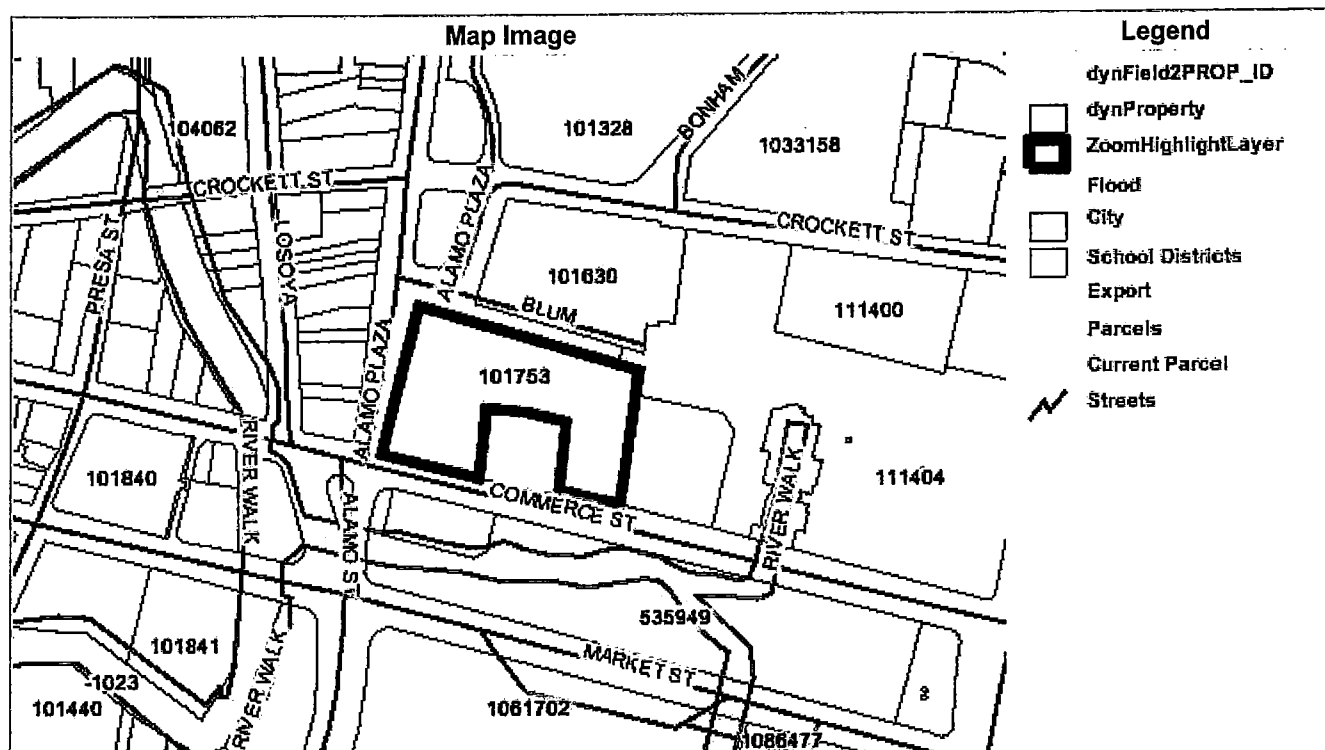 Map Image
Legend
dynField2PROP_ID
dynProperty
ZoomHighlightLayer
Flood
City
School Districts
Export
Parcels
Current Parcel
Streets
104062
101328
BONHAM
1033158
CROCKETT ST
ALAMO PLAZA
CROCKETT ST
PRESA ST
LOSOYA
101630
BLUM
111400
ALAMO PLAZA
101753
101840
RIVER WALK
ALAMO ST
COMMERCE ST
RIVER WALK
111404
535949
101841
RIVER WALK
MARKET ST
1023
101440
1061702
1086477